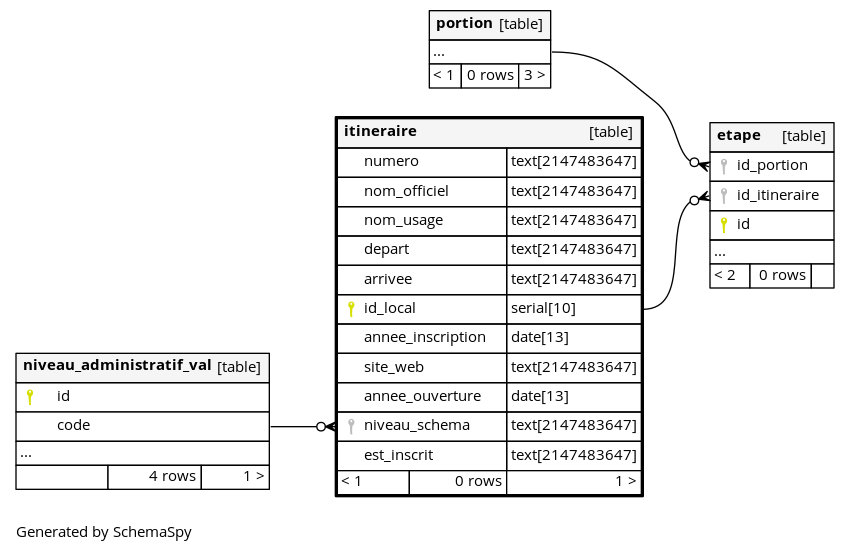 portion [table]
...
< 1 0 rows 3 >
itineraire [table]
numero text[2147483647]
nom_officiel text[2147483647]
nom_usage text[2147483647]
depart text[2147483647]
arrivee text[2147483647]
id_local serial[10]
annee_inscription date[13]
site_web text[2147483647]
annee_ouverture date[13]
niveau_schema text[2147483647]
est_inscrit text[2147483647]
< 1 0 rows 1 >
etape [table]
id_portion
id_itineraire
id
...
< 2 0 rows
niveau_administratif_val [table]
id
code
...
4 rows 1 >
Generated by SchemaSpy